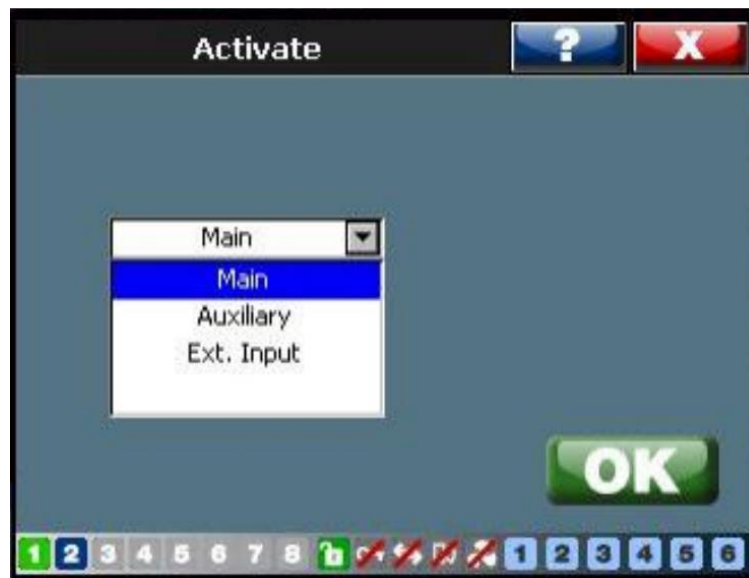 Activate ? X
Main
Main
Auxiliary
Ext. Input
OK
1 2 3 4 5 6 7 8 1 2 3 4 5 6